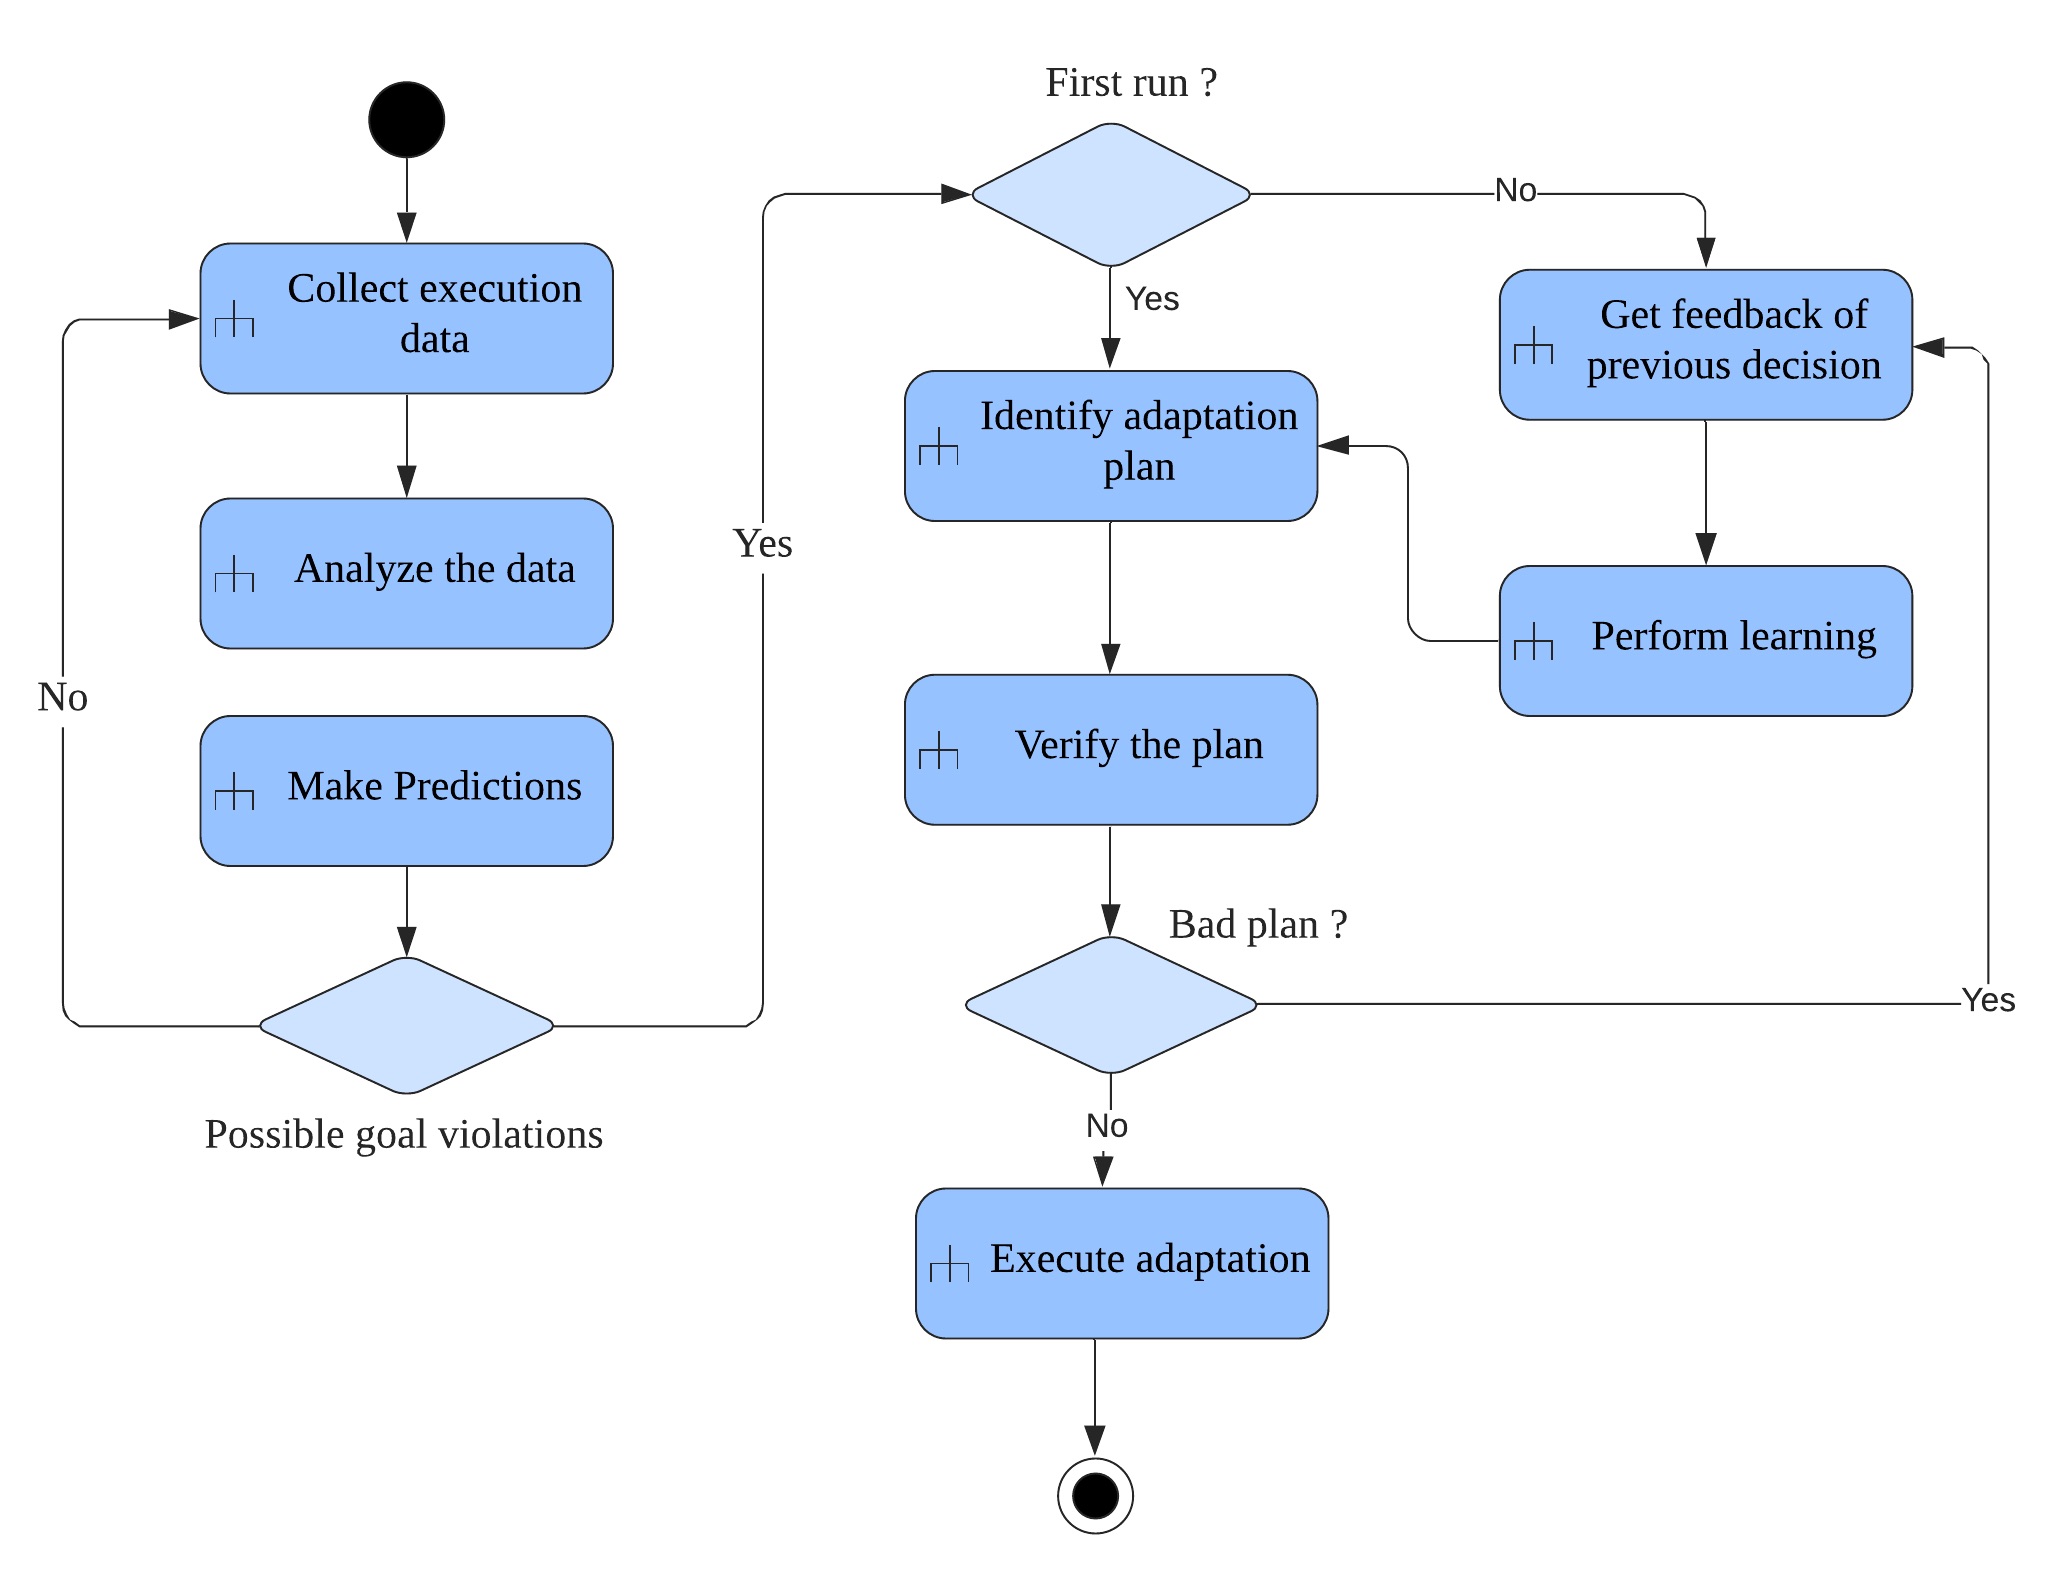 Collect execution
data
Analyze the data
No
Make Predictions
Possible goal violations
Yes
First run ?
No
Yes
Get feedback of
previous decision
Identify adaptation
plan
Perform learning
Verify the plan
Bad plan ?
Yes
No
Execute adaptation